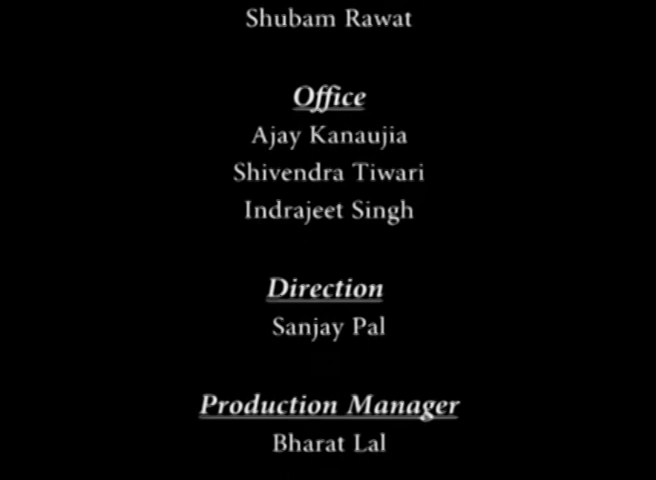 Shubam Rawat
Office
Ajay Kanaujia
Shivendra Tiwari
Indrajeet Singh
Direction
Sanjay Pal
Production Manager
Bharat Lal